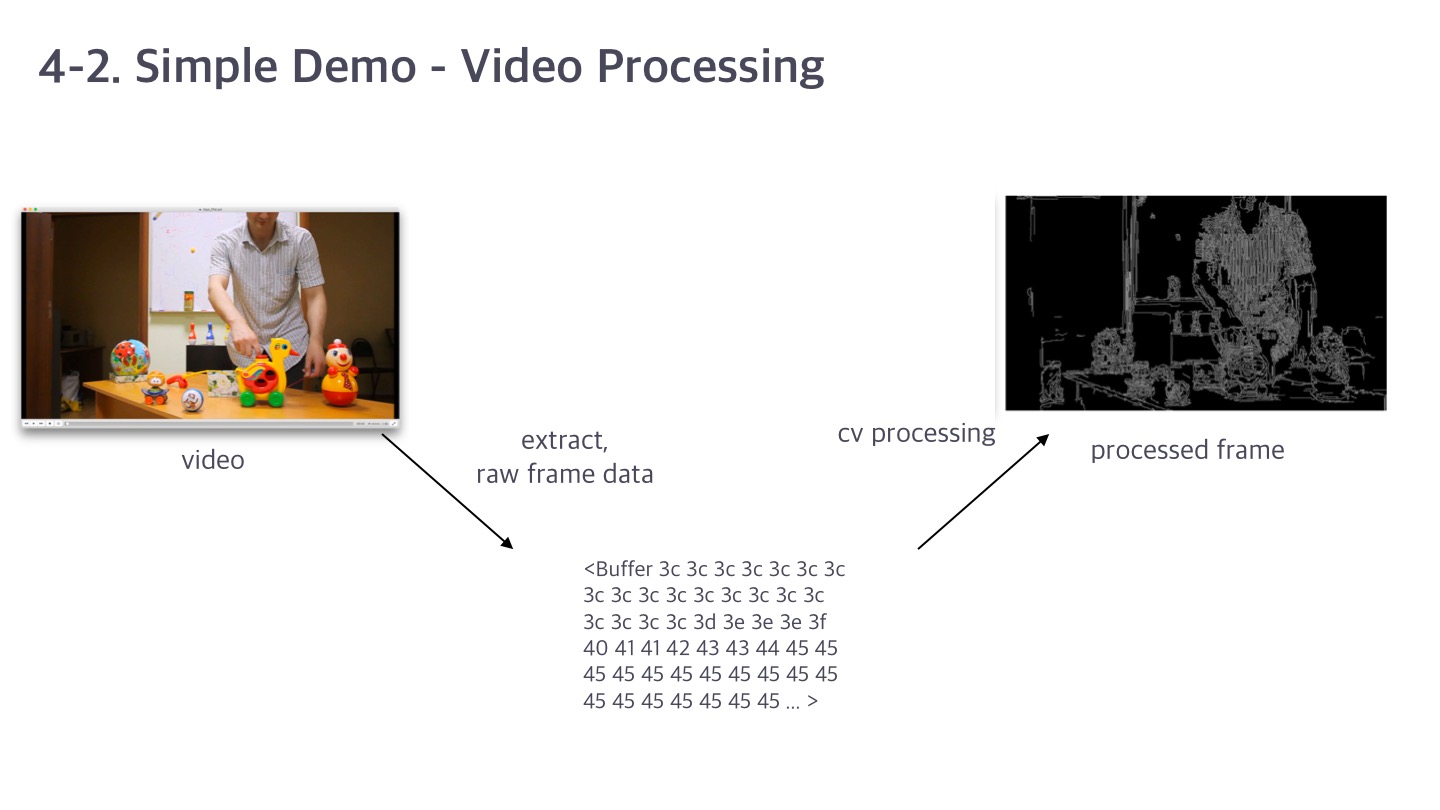 4-2. Simple Demo - Video Processing
video
extract,
raw frame data
<Buffer 3c 3c 3c 3c 3c 3c 3c
3c 3c 3c 3c 3c 3c 3c 3c 3c
3c 3c 3c 3c 3d 3e 3e 3e 3f
40 41 41 42 43 43 44 45 45
45 45 45 45 45 45 45 45 45
45 45 45 45 45 45 45 ... >
cv processing
processed frame